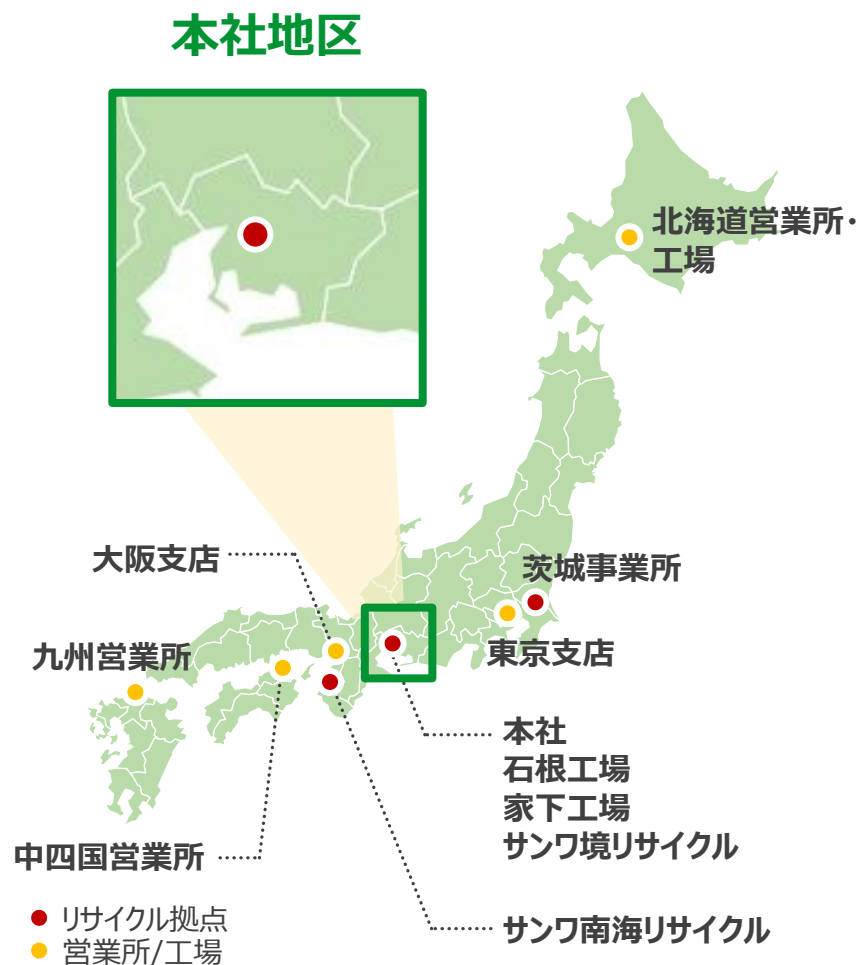 本社地区
北海道営業所・
工場
大阪支店
茨城事業所
九州営業所
東京支店
本社
石根工場
家下工場
サンワ境リサイクル
中四国営業所
サンワ南海リサイクル
リサイクル拠点
営業所/工場